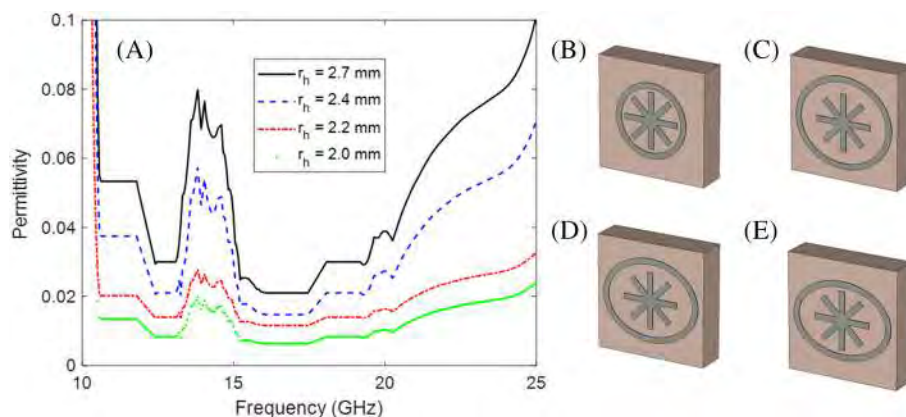 (A)
r_h = 2.7 mm
r_h = 2.4 mm
r_h = 2.2 mm
r_h = 2.0 mm
Permittivity
0.1
0.08
0.06
0.04
0.02
0
10
15
20
25
Frequency (GHz)
(B)
(C)
(D)
(E)